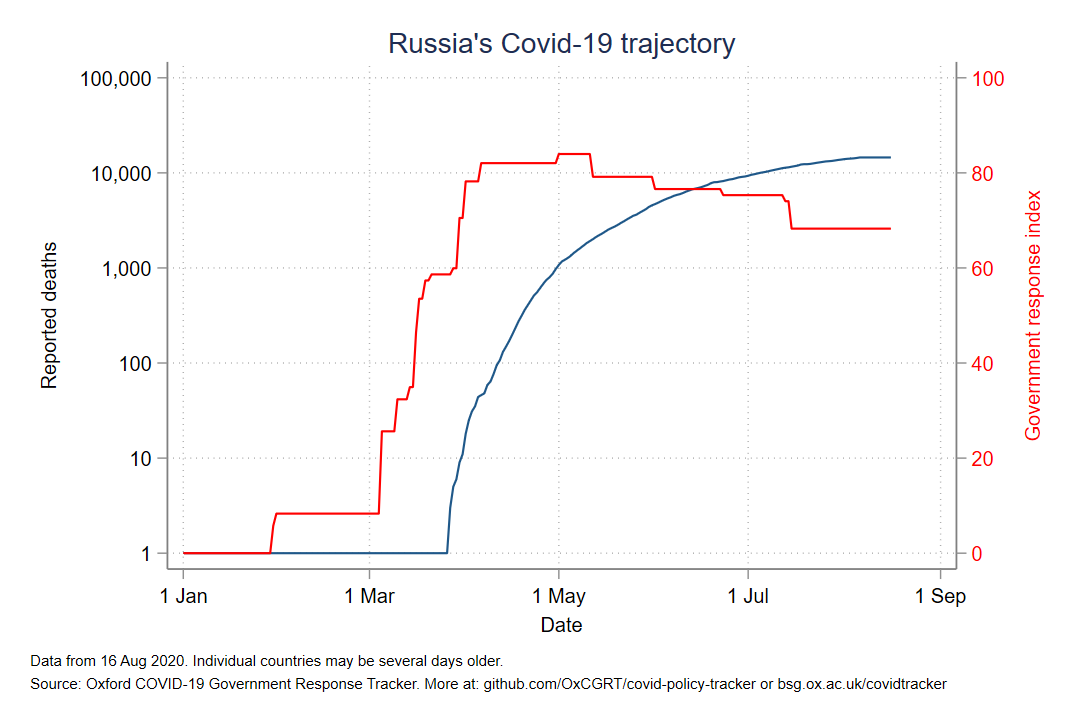 Russia's Covid-19 trajectory
100,000
10,000
1,000
100
10
1
Reported deaths
100
80
60
40
20
0
Government response index
1 Jan
1 Mar
1 May
1 Jul
1 Sep
Date
Data from 16 Aug 2020. Individual countries may be several days older.
Source: Oxford COVID-19 Government Response Tracker. More at: github.com/OxCGRT/covid-policy-tracker or bsg.ox.ac.uk/covidtracker